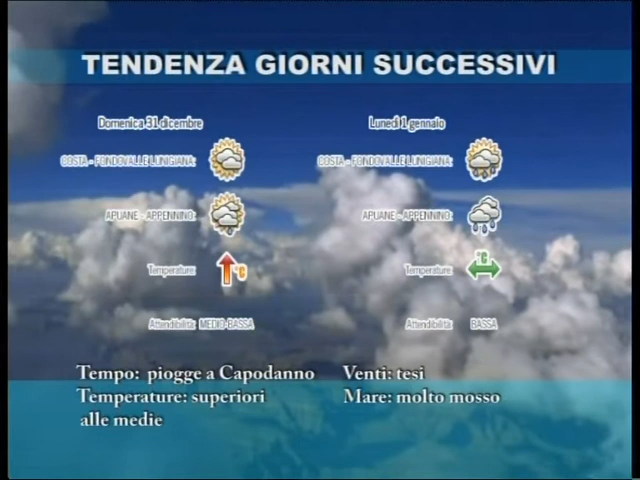 TENDENZA GIORNI SUCCESSIVI
Domenica 31 dicembre
Lunedì 1 gennaio
COSTA - FONDOVALLE LUNIGIANA:
COSTA - FONDOVALLE LUNIGIANA:
APUANE - APPENNINO:
APUANE - APPENNINO:
Temperature:
°C
Temperature:
°C
Attendibilità: MEDIO-BASSA
Attendibilità: BASSA
Tempo: piogge a Capodanno
Venti: tesi
Temperature: superiori
Mare: molto mosso
alle medie